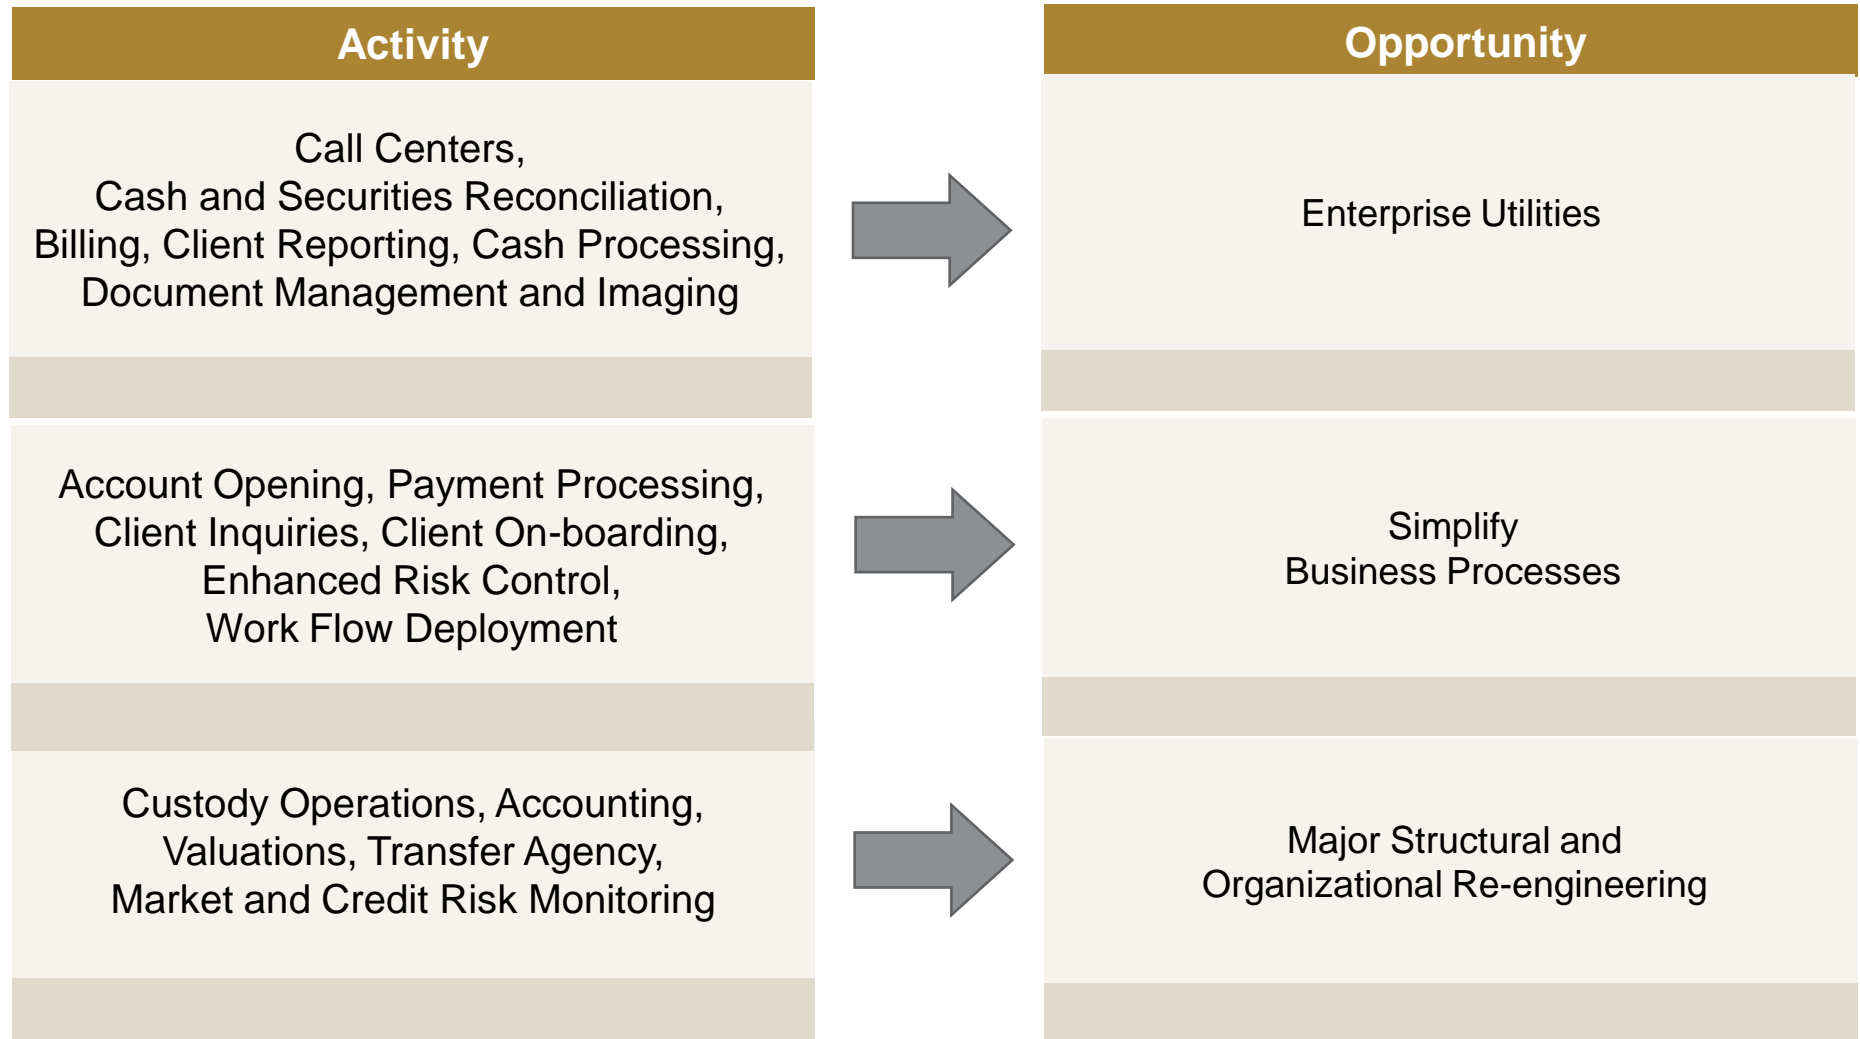 Activity
Opportunity
Call Centers,
Cash and Securities Reconciliation,
Billing, Client Reporting, Cash Processing,
Document Management and Imaging
Enterprise Utilities
Account Opening, Payment Processing,
Client Inquiries, Client On-boarding,
Enhanced Risk Control,
Work Flow Deployment
Simplify
Business Processes
Custody Operations, Accounting,
Valuations, Transfer Agency,
Market and Credit Risk Monitoring
Major Structural and
Organizational Re-engineering